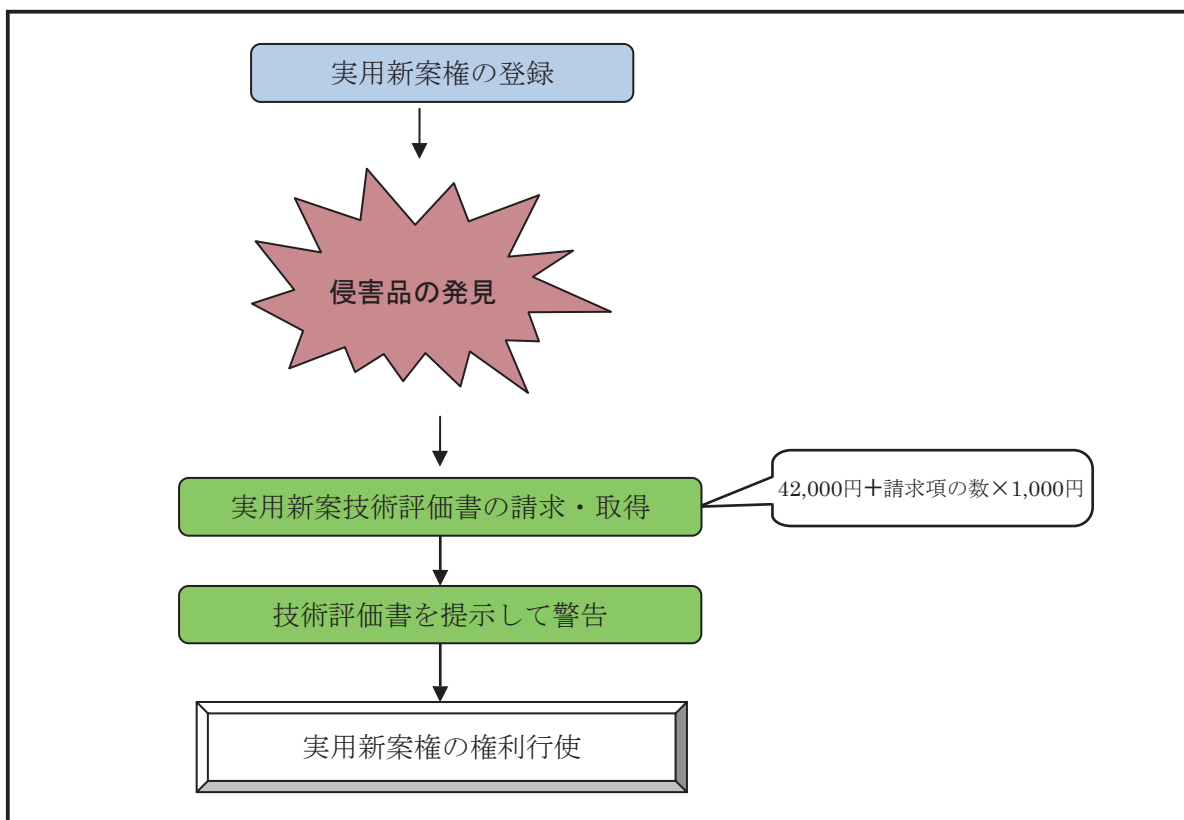 実用新案権の登録
侵害品の発見
実用新案技術評価書の請求・取得
42,000円＋請求項の数×1,000円
技術評価書を提示して警告
実用新案権の権利行使